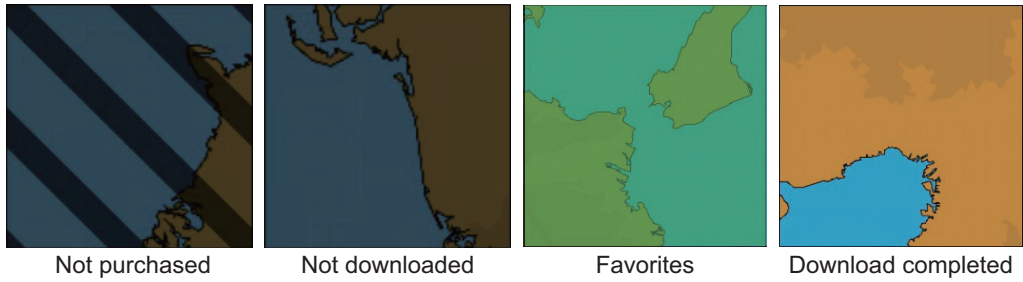 Not purchased
Not downloaded
Favorites
Download completed